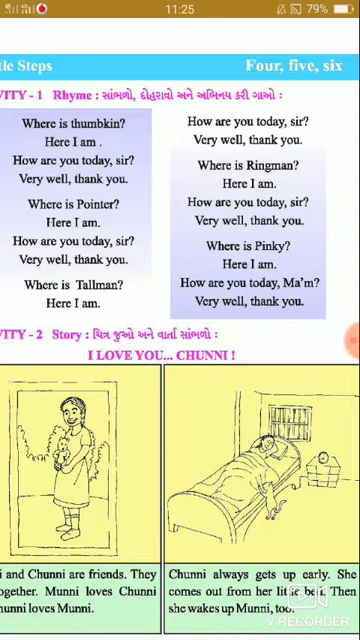 11:25
79%
tle Steps
Four, five, six
VITY - 1 Rhyme : સાંભળો, દોહરાવો અને અભિનય કરી ગાઓ :
Where is thumbkin?
Here I am .
How are you today, sir?
Very well, thank you.
Where is Pointer?
Here I am.
How are you today, sir?
Very well, thank you.
Where is Tallman?
Here I am.
How are you today, sir?
Very well, thank you.
Where is Ringman?
Here I am.
How are you today, sir?
Very well, thank you.
Where is Pinky?
Here I am.
How are you today, Ma'm?
Very well, thank you.
VITY - 2 Story : ચિત્ર જુઓ અને વાર્તા સાંભળો :
I LOVE YOU... CHUNNI !
i and Chunni are friends. They
ogether. Munni loves Chunni
hunni loves Munni.
Chunni always gets up early. She
comes out from her little bed. Then
she wakes up Munni, too.
V RECORDER